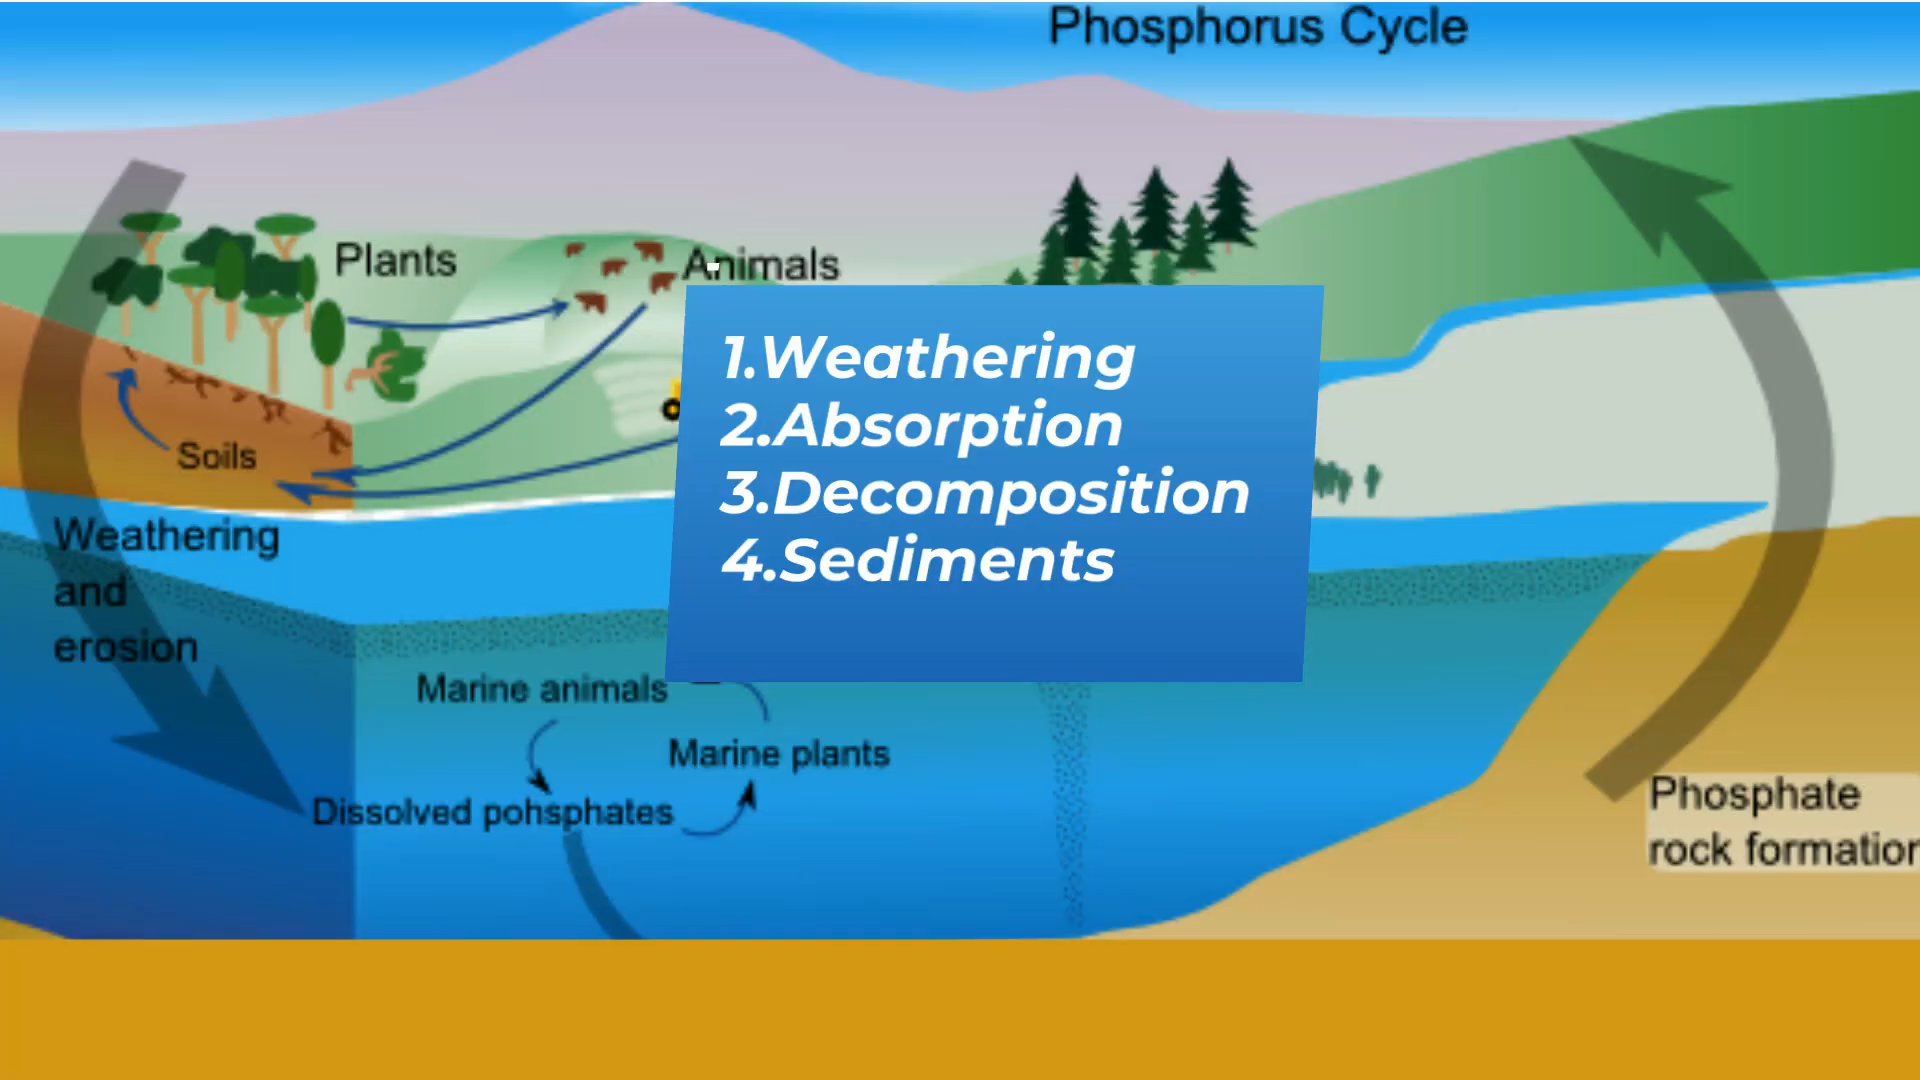 Phosphorus Cycle
Plants
Animals
1.Weathering
2.Absorption
3.Decomposition
4.Sediments
Soils
Weathering
and
erosion
Marine animals
Marine plants
Dissolved pohsphates
Phosphate
rock formation